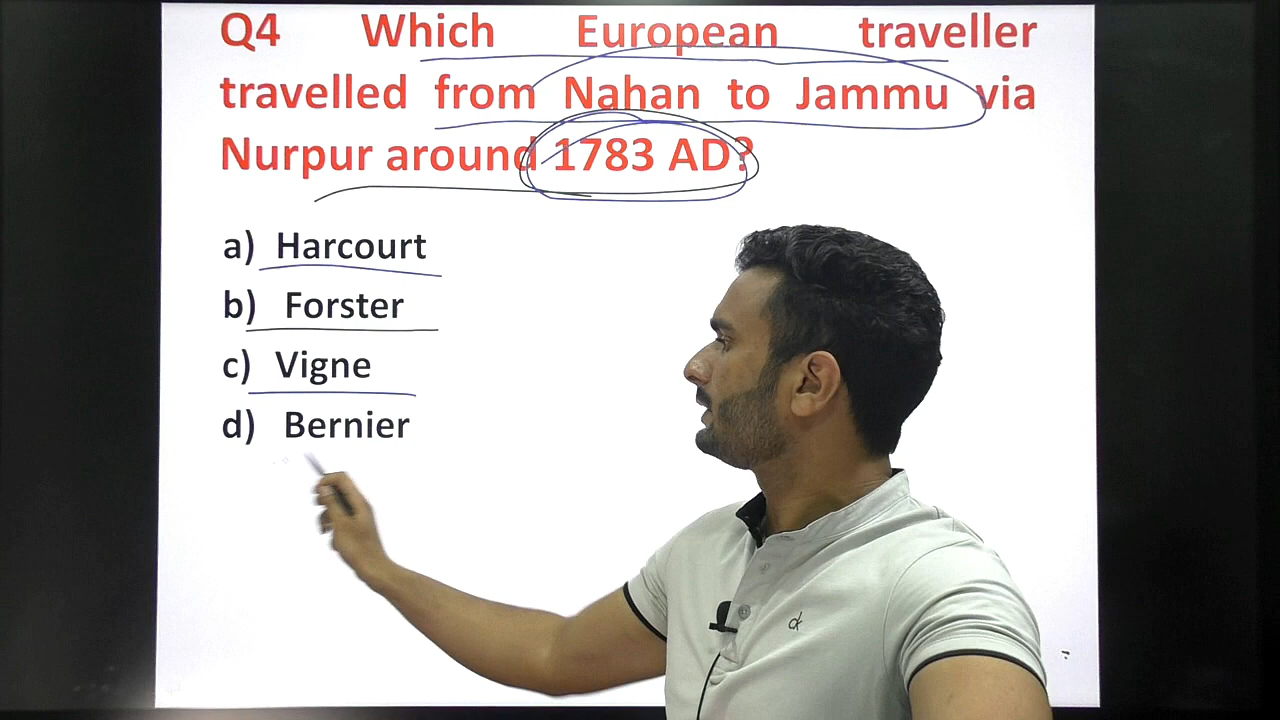 Q4 Which European traveller
travelled from Nahan to Jammu via
Nurpur around 1783 AD?
a) Harcourt
b) Forster
c) Vigne
d) Bernier